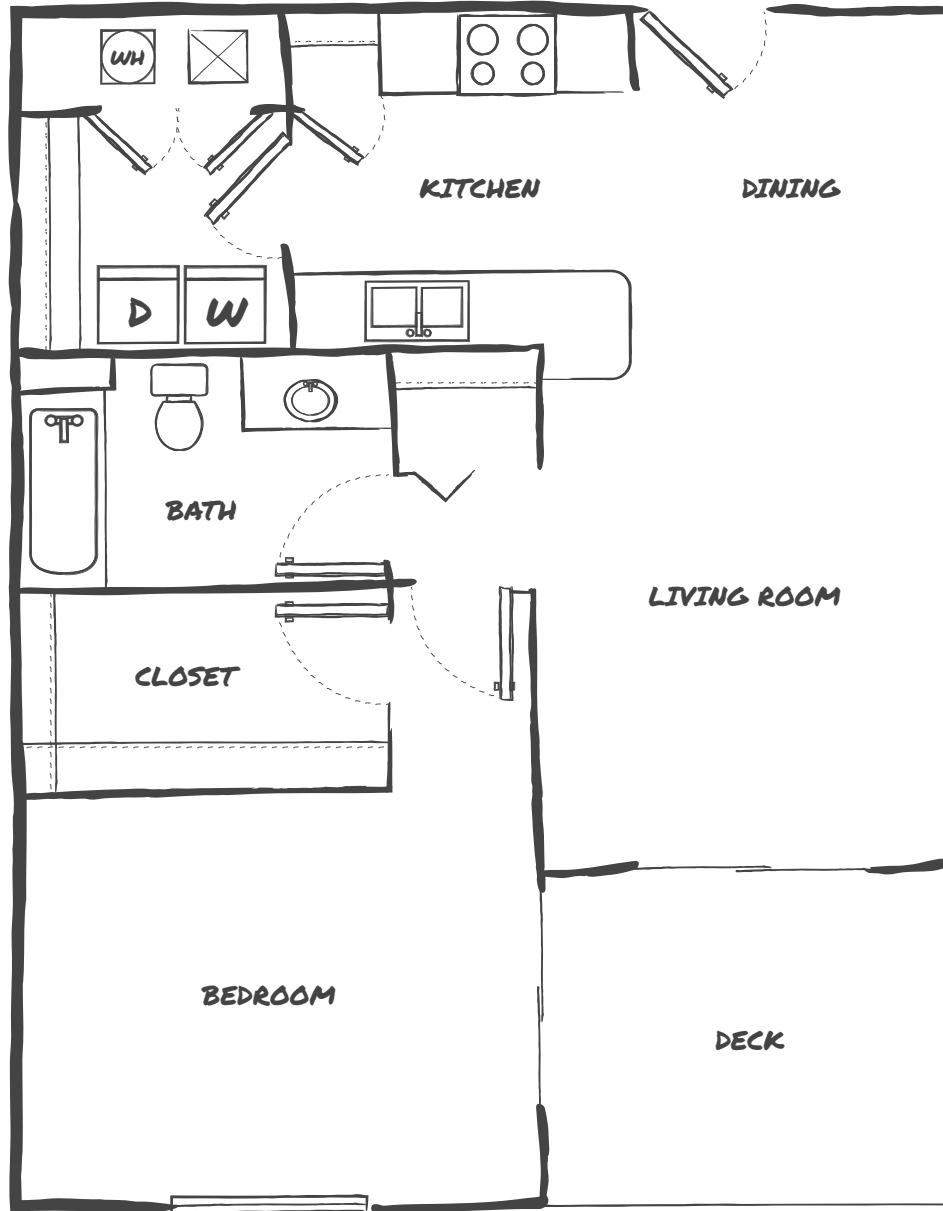 WH
KITCHEN
DINING
D
W
BATH
LIVING ROOM
CLOSET
BEDROOM
DECK